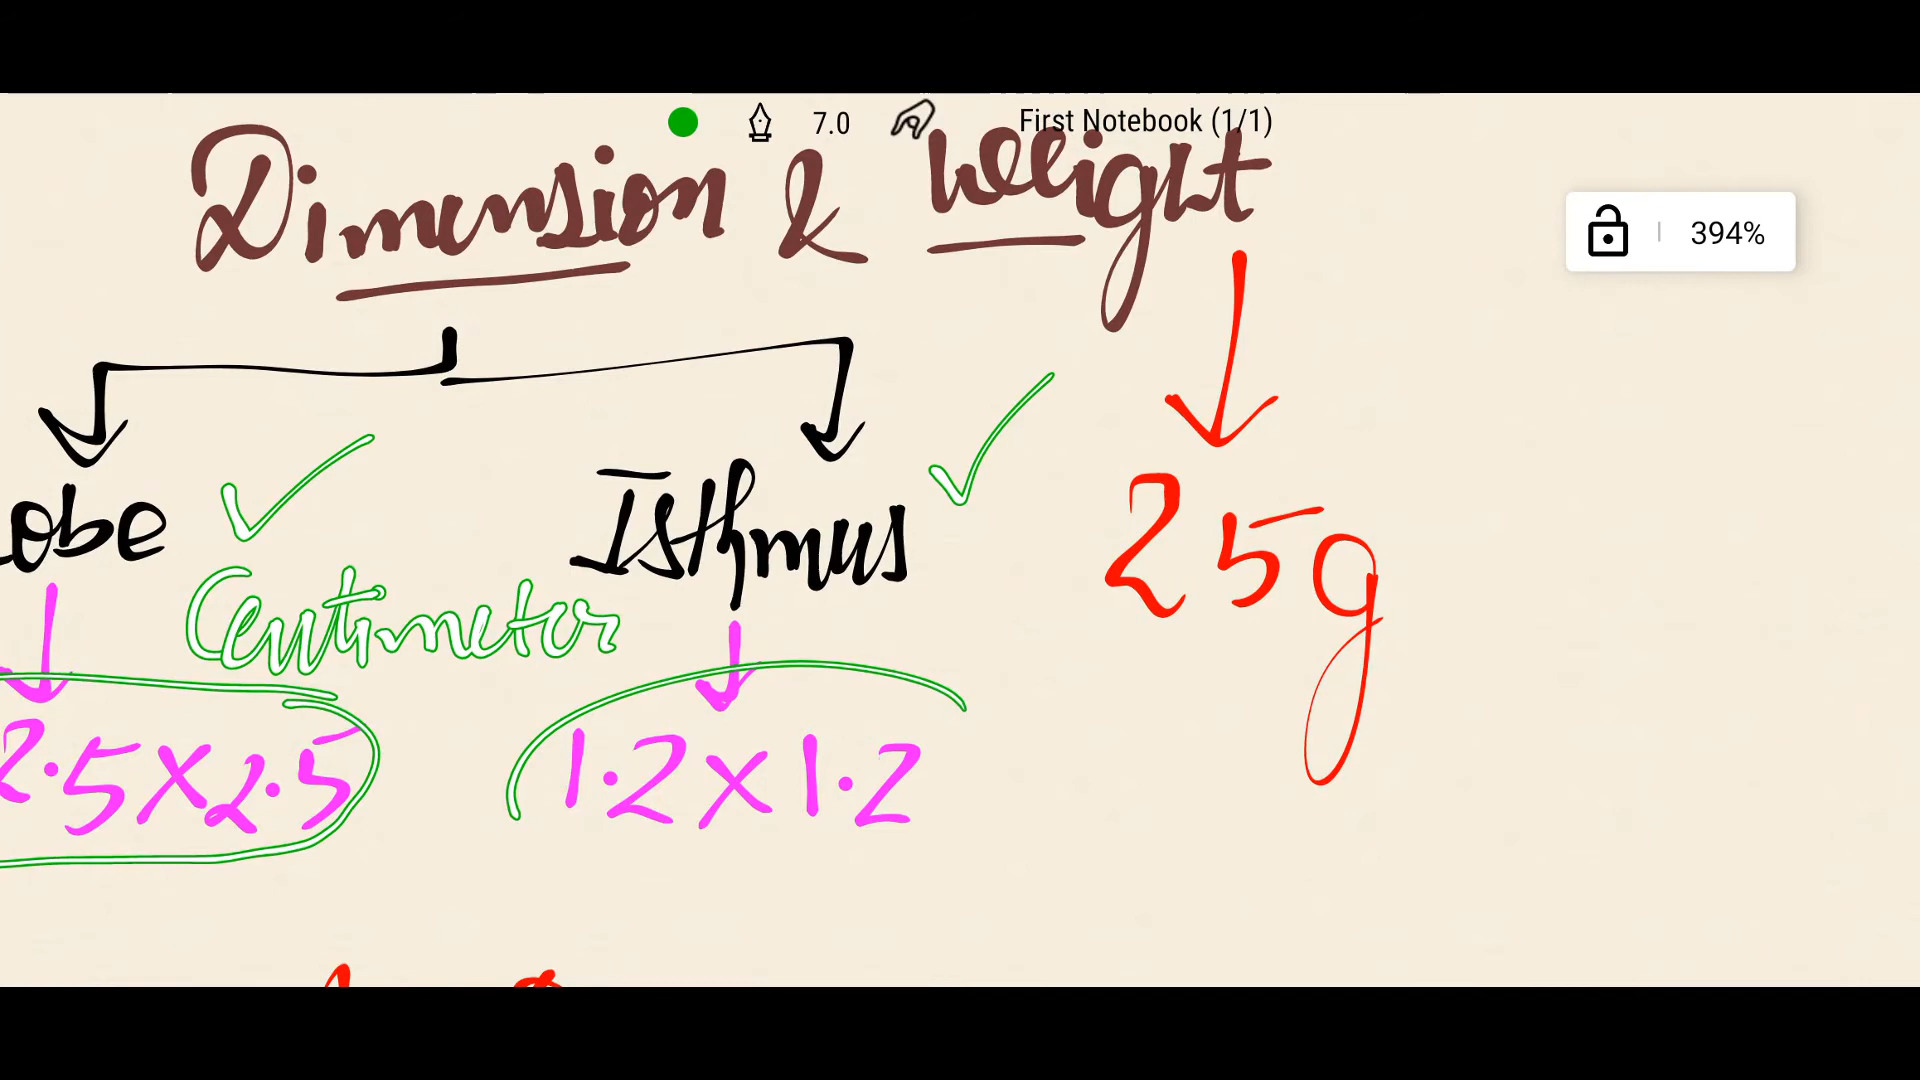 7.0 First Notebook (1/1)
Dimension & Weight
394%
obe Isthmus 25g
Centimeter
2.5x2.5 1.2x1.2